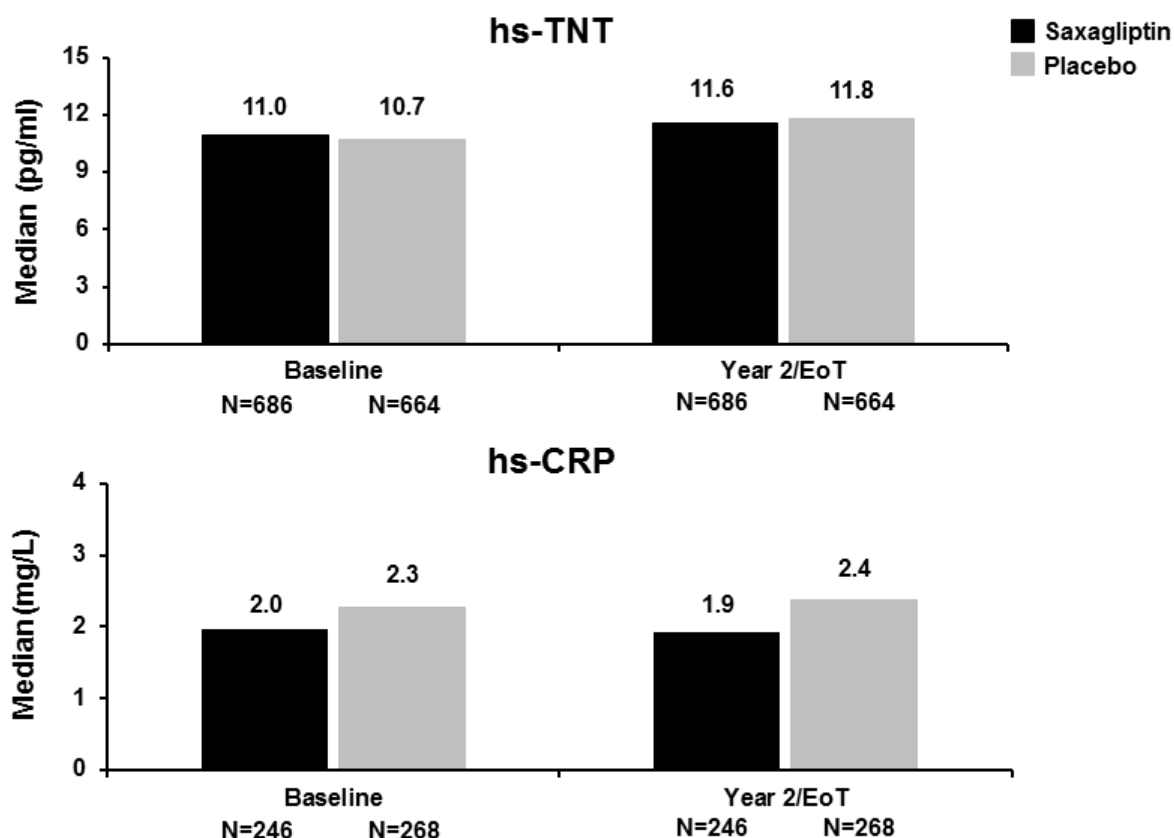 hs-TNT
Saxagliptin
Placebo
Median (pg/ml)
15
12
9
6
3
0
11.0
10.7
11.6
11.8
Baseline
Year 2/EoT
N=686
N=664
N=686
N=664
hs-CRP
Median(mg/L)
4
3
2
1
0
2.0
2.3
1.9
2.4
Baseline
Year 2/EoT
N=246
N=268
N=246
N=268